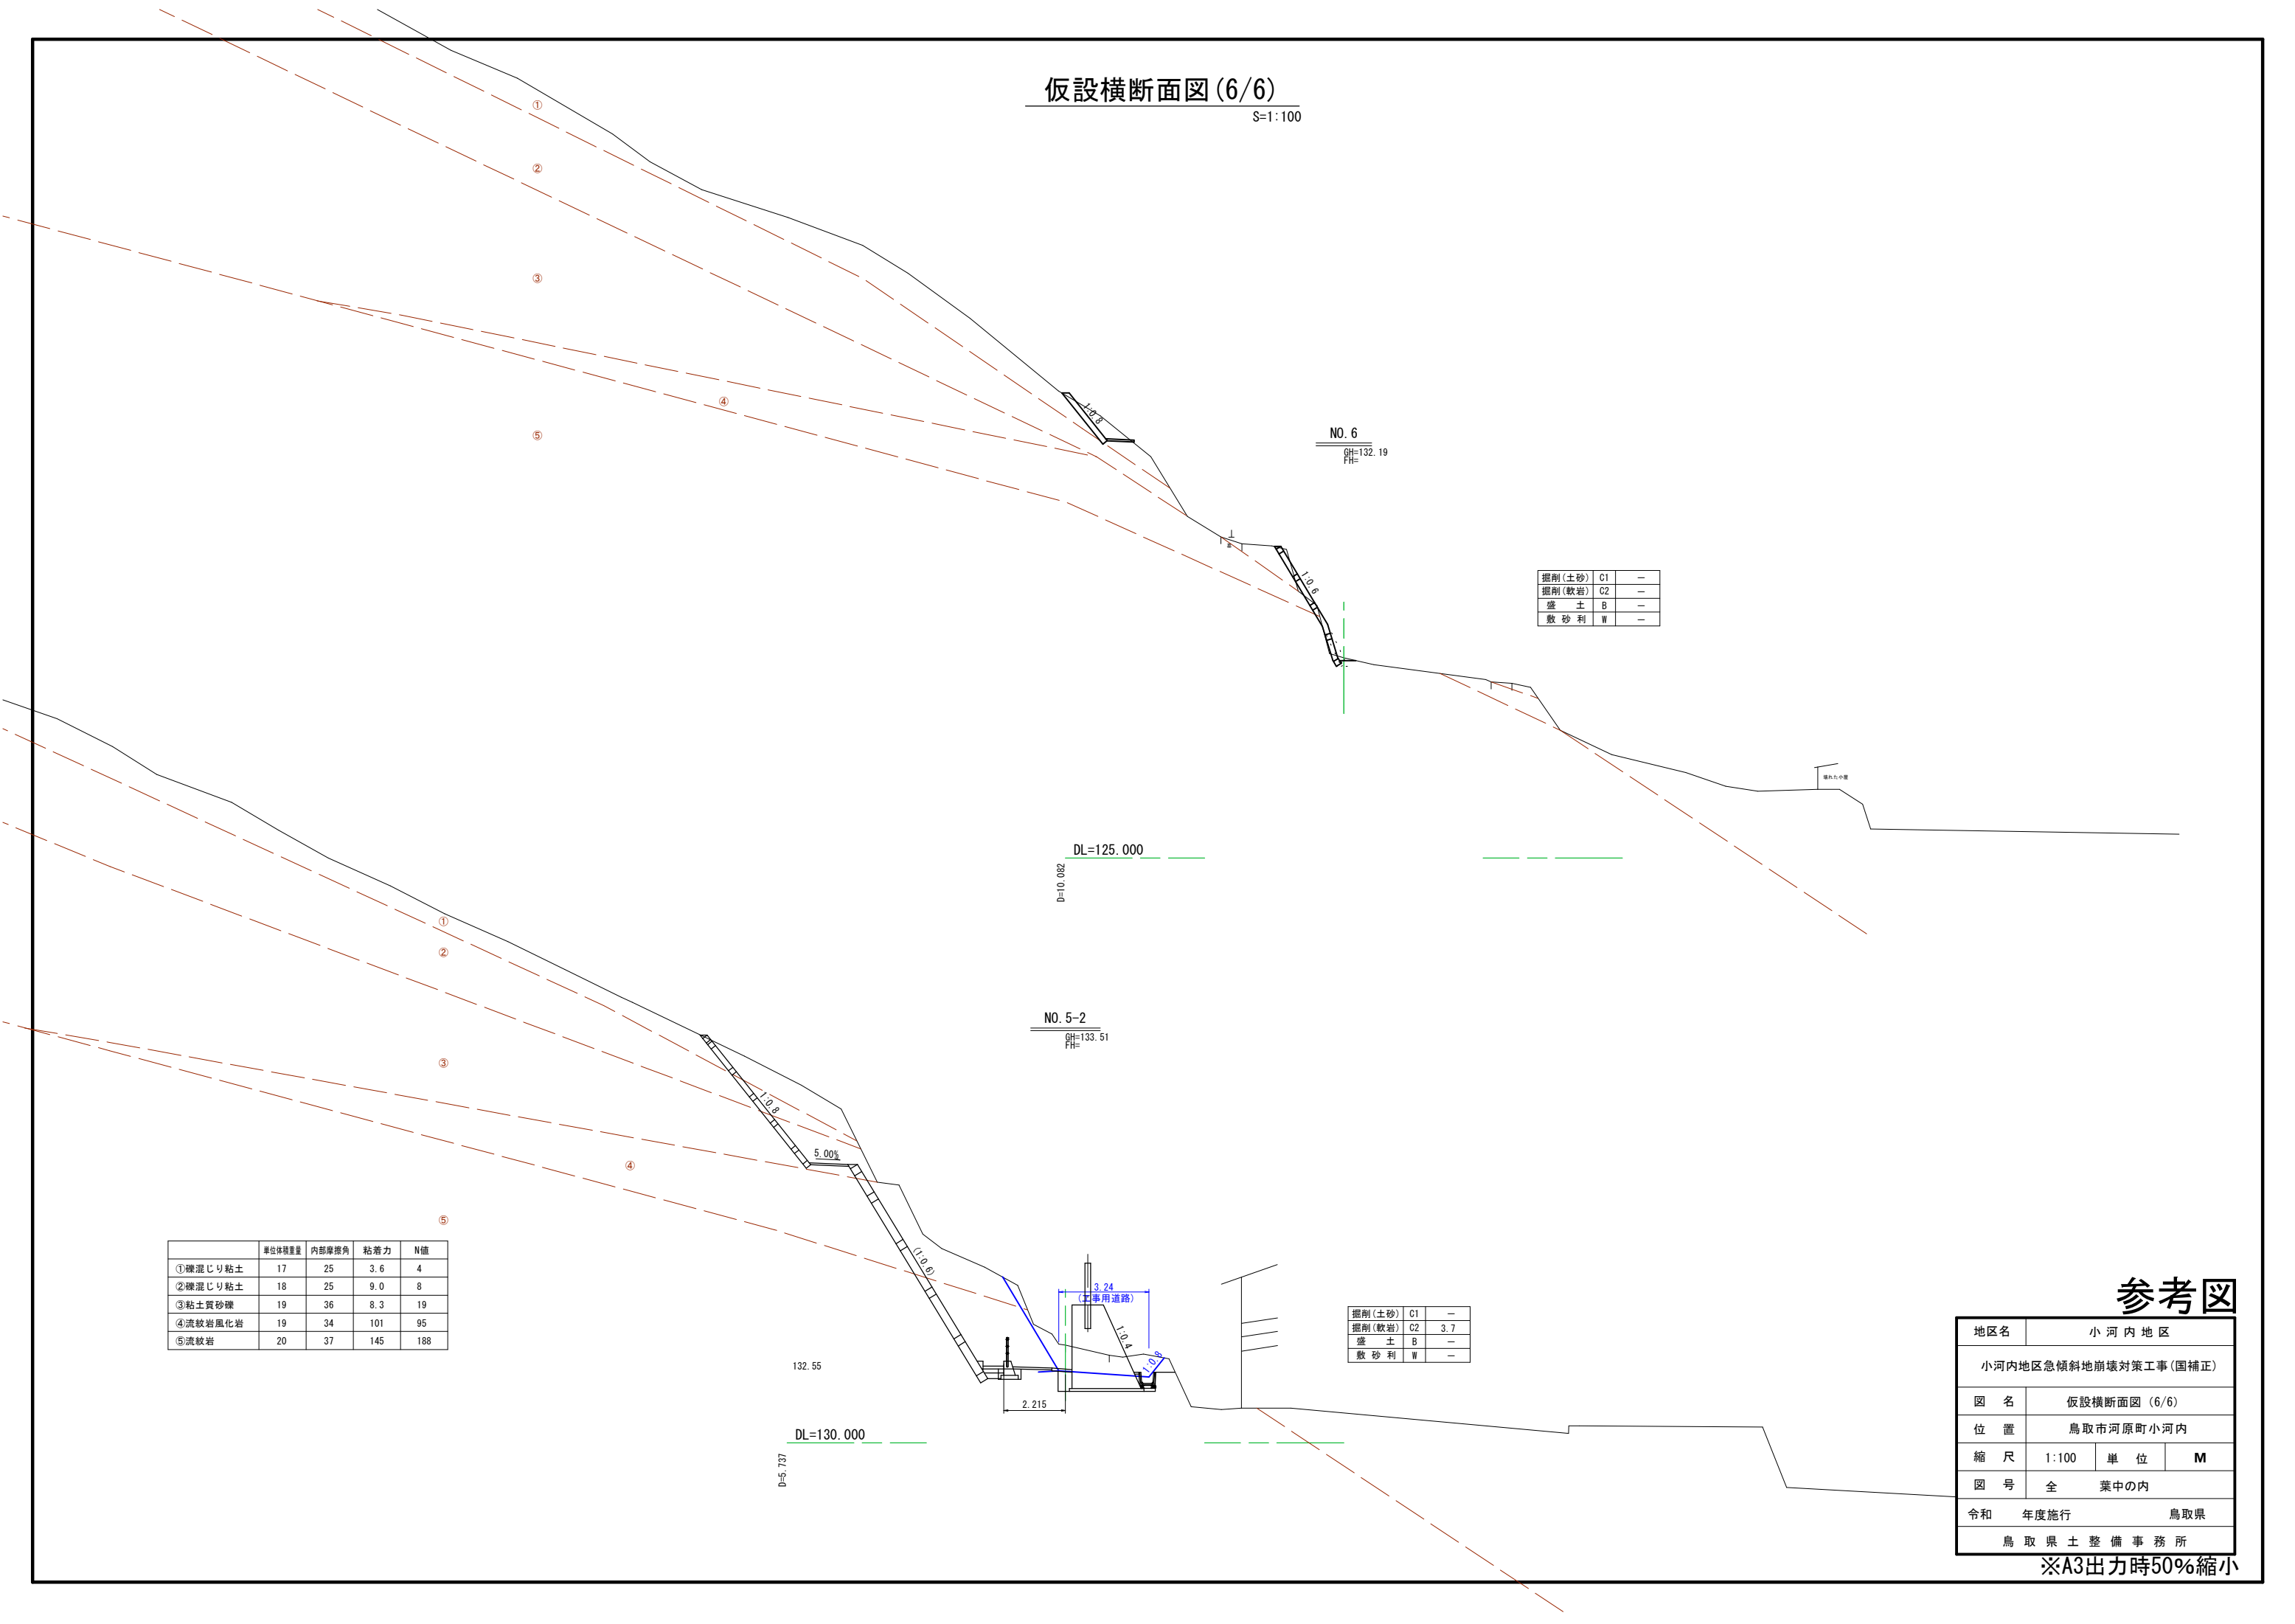 仮設横断面図(6/6)
S=1:100
①
②
③
④
⑤
1:0.8
NO.6
GH=132.19
FH=
1:0.6
掘削(土砂) C1 －
掘削(軟岩) C2 －
盛 土 B －
敷 砂 利 W －
壊れた小屋
DL=125.000
D=10.082
①
②
③
④
⑤
NO.5-2
GH=133.51
FH=
1:0.8
5.00%
(1:0.6)
3.24
(工事用道路)
1:0.4
1:0.8
132.55
2.215
DL=130.000
D=5.737
掘削(土砂) C1 －
掘削(軟岩) C2 3.7
盛 土 B －
敷 砂 利 W －
単位体積重量 内部摩擦角 粘着力 N値
①礫混じり粘土 17 25 3.6 4
②礫混じり粘土 18 25 9.0 8
③粘土質砂礫 19 36 8.3 19
④流紋岩風化岩 19 34 101 95
⑤流紋岩 20 37 145 188
参考図
地区名 小河内地区
小河内地区急傾斜地崩壊対策工事(国補正)
図 名 仮設横断面図 (6/6)
位 置 鳥取市河原町小河内
縮 尺 1:100 単 位 M
図 号 全 葉中の内
令和 年度施行 鳥取県
鳥取県土整備事務所
※A3出力時50%縮小